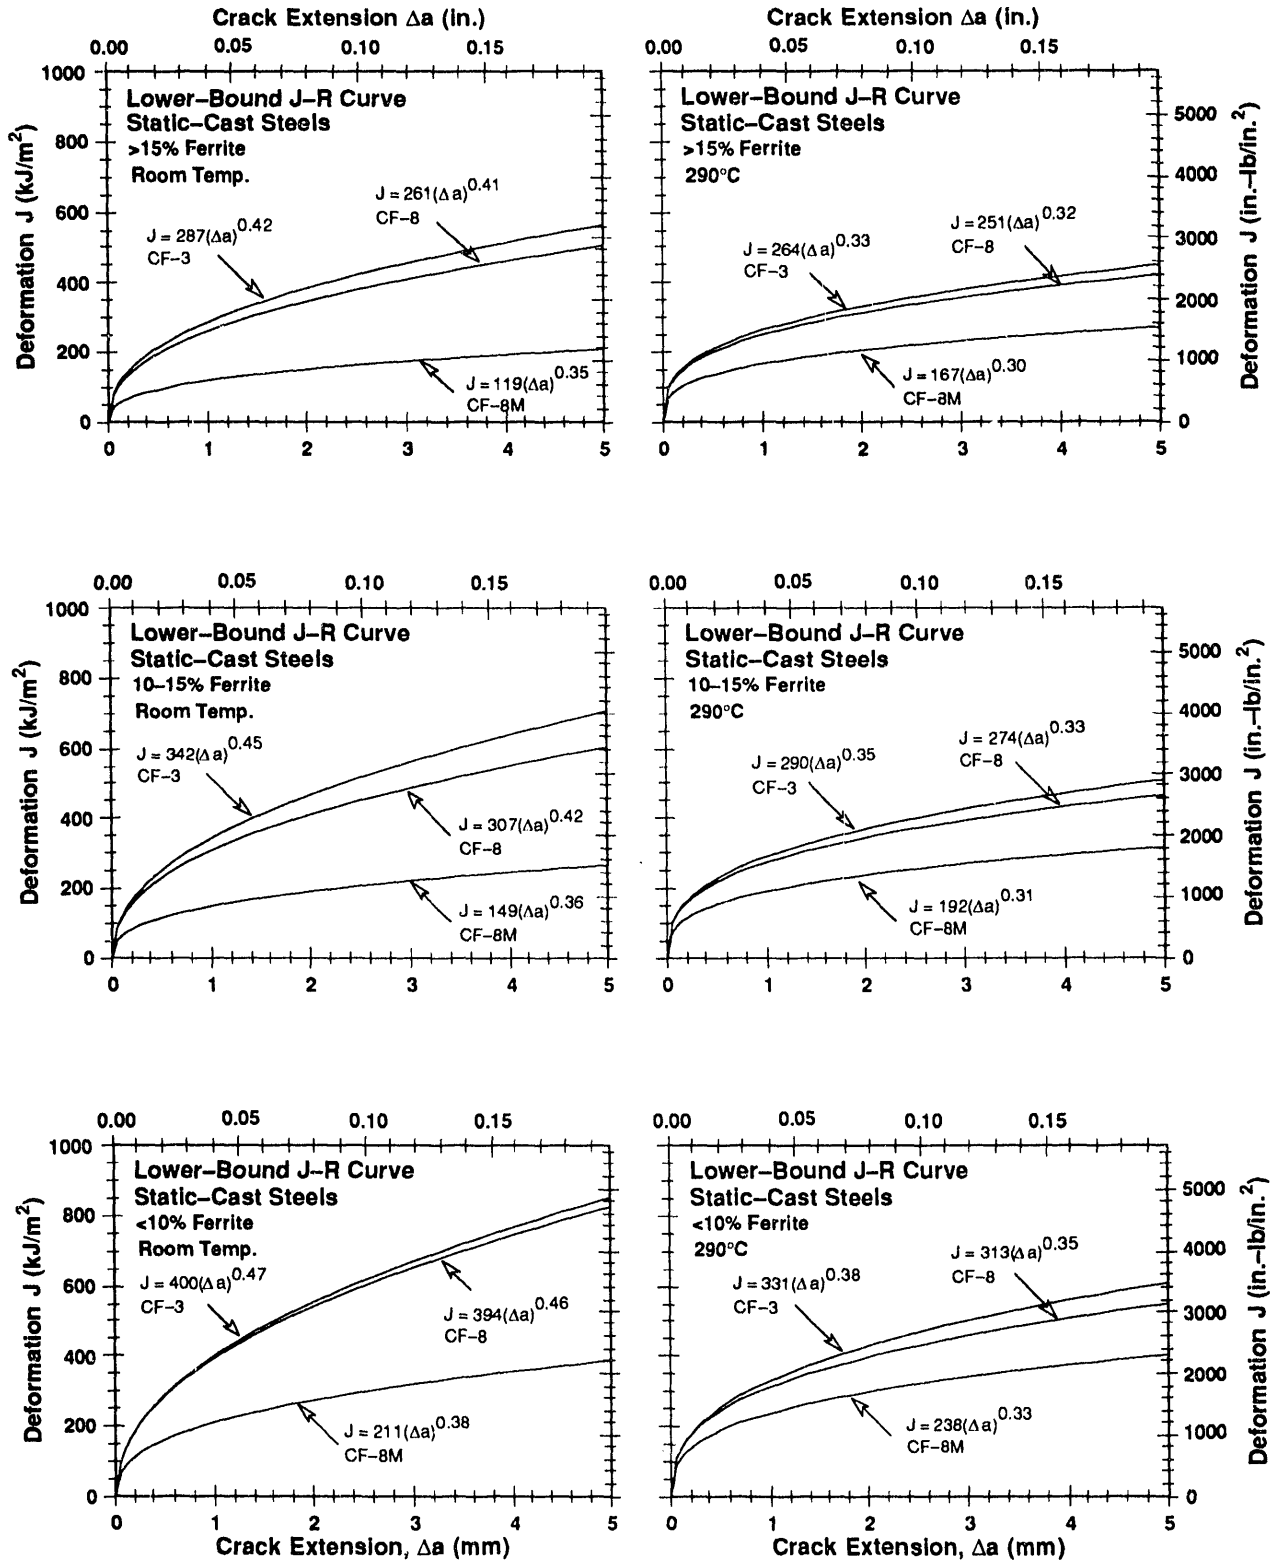 Crack Extension Δa (in.)
Crack Extension Δa (in.)
0.00 0.05 0.10 0.15
0.00 0.05 0.10 0.15
1000
800
600
400
200
0
Deformation J (kJ/m²)
Lower–Bound J–R Curve
Static–Cast Steels
>15% Ferrite
Room Temp.
J = 261(Δa)^0.41
CF–8
J = 287(Δa)^0.42
CF–3
J = 119(Δa)^0.35
CF–8M
0 1 2 3 4 5
Lower–Bound J–R Curve
Static–Cast Steels
>15% Ferrite
290°C
J = 251(Δa)^0.32
CF–8
J = 264(Δa)^0.33
CF–3
J = 167(Δa)^0.30
CF–8M
5000
4000
3000
2000
1000
0
Deformation J (in.–lb/in.²)
0 1 2 3 4 5
0.00 0.05 0.10 0.15
0.00 0.05 0.10 0.15
1000
800
600
400
200
0
Deformation J (kJ/m²)
Lower–Bound J–R Curve
Static–Cast Steels
10–15% Ferrite
Room Temp.
J = 342(Δa)^0.45
CF–3
J = 307(Δa)^0.42
CF–8
J = 149(Δa)^0.36
CF–8M
0 1 2 3 4 5
Lower–Bound J–R Curve
Static–Cast Steels
10–15% Ferrite
290°C
J = 274(Δa)^0.33
CF–8
J = 290(Δa)^0.35
CF–3
J = 192(Δa)^0.31
CF–8M
5000
4000
3000
2000
1000
0
Deformation J (in.–lb/in.²)
0 1 2 3 4 5
0.00 0.05 0.10 0.15
0.00 0.05 0.10 0.15
1000
800
600
400
200
0
Deformation J (kJ/m²)
Lower–Bound J–R Curve
Static–Cast Steels
<10% Ferrite
Room Temp.
J = 400(Δa)^0.47
CF–3
J = 394(Δa)^0.46
CF–8
J = 211(Δa)^0.38
CF–8M
0 1 2 3 4 5
Crack Extension, Δa (mm)
Lower–Bound J–R Curve
Static–Cast Steels
<10% Ferrite
290°C
J = 313(Δa)^0.35
CF–8
J = 331(Δa)^0.38
CF–3
J = 238(Δa)^0.33
CF–8M
5000
4000
3000
2000
1000
0
Deformation J (in.–lb/in.²)
0 1 2 3 4 5
Crack Extension, Δa (mm)